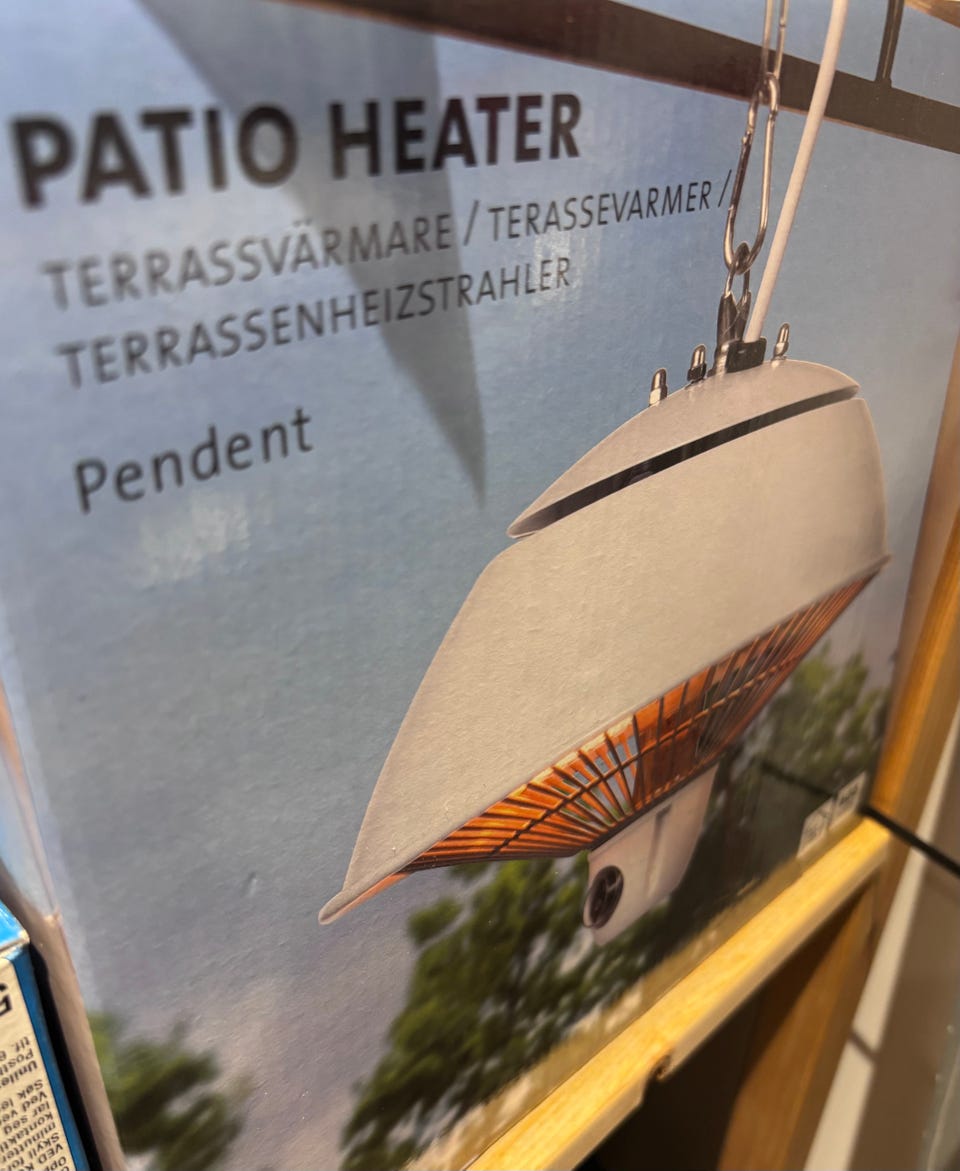 PATIO HEATER
TERRASSVÄRMARE / TERASSEVARMER /
TERRASSENHEIZSTRAHLER
Pendent